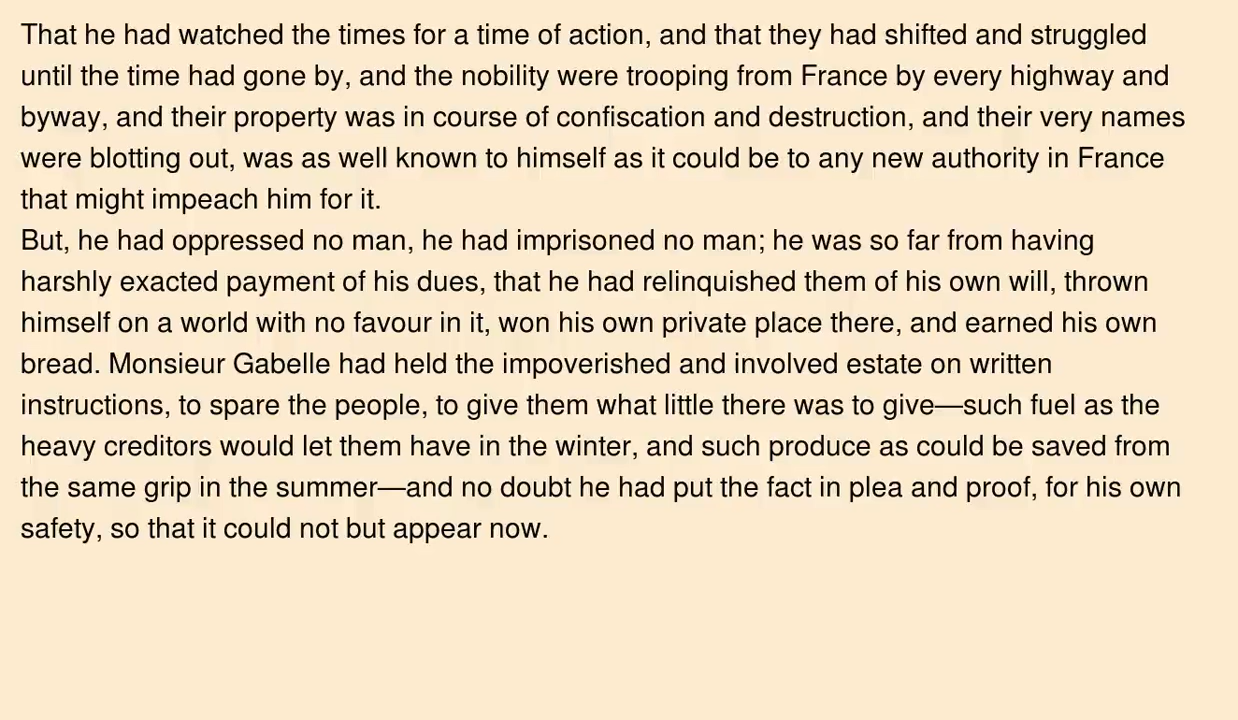 That he had watched the times for a time of action, and that they had shifted and struggled
until the time had gone by, and the nobility were trooping from France by every highway and
byway, and their property was in course of confiscation and destruction, and their very names
were blotting out, was as well known to himself as it could be to any new authority in France
that might impeach him for it.
But, he had oppressed no man, he had imprisoned no man; he was so far from having
harshly exacted payment of his dues, that he had relinquished them of his own will, thrown
himself on a world with no favour in it, won his own private place there, and earned his own
bread. Monsieur Gabelle had held the impoverished and involved estate on written
instructions, to spare the people, to give them what little there was to give—such fuel as the
heavy creditors would let them have in the winter, and such produce as could be saved from
the same grip in the summer—and no doubt he had put the fact in plea and proof, for his own
safety, so that it could not but appear now.